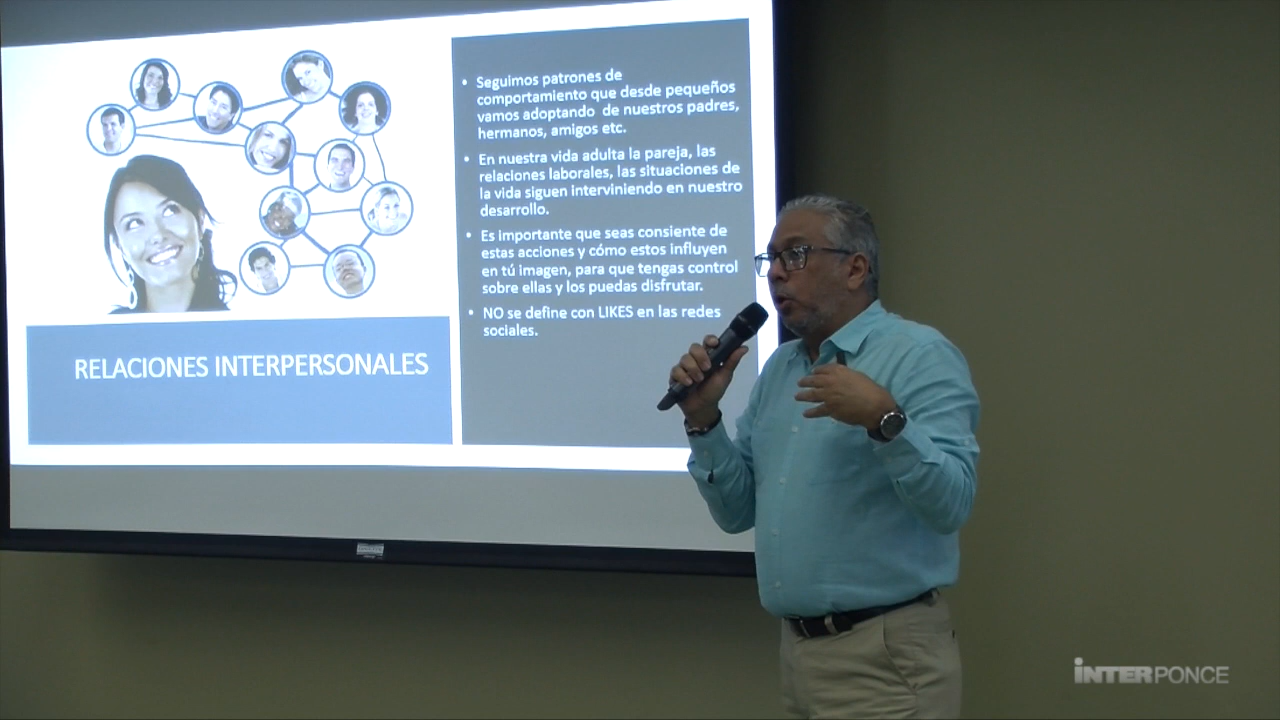 • Seguimos patrones de
comportamiento que desde pequeños
vamos adoptando de nuestros padres,
hermanos, amigos etc.
• En nuestra vida adulta la pareja, las
relaciones laborales, las situaciones de
la vida siguen interviniendo en nuestro
desarrollo.
• Es importante que seas consiente de
estas acciones y cómo estos influyen
en tú imagen, para que tengas control
sobre ellas y los puedas disfrutar.
• NO se define con LIKES en las redes
sociales.
RELACIONES INTERPERSONALES
INTERPONCE